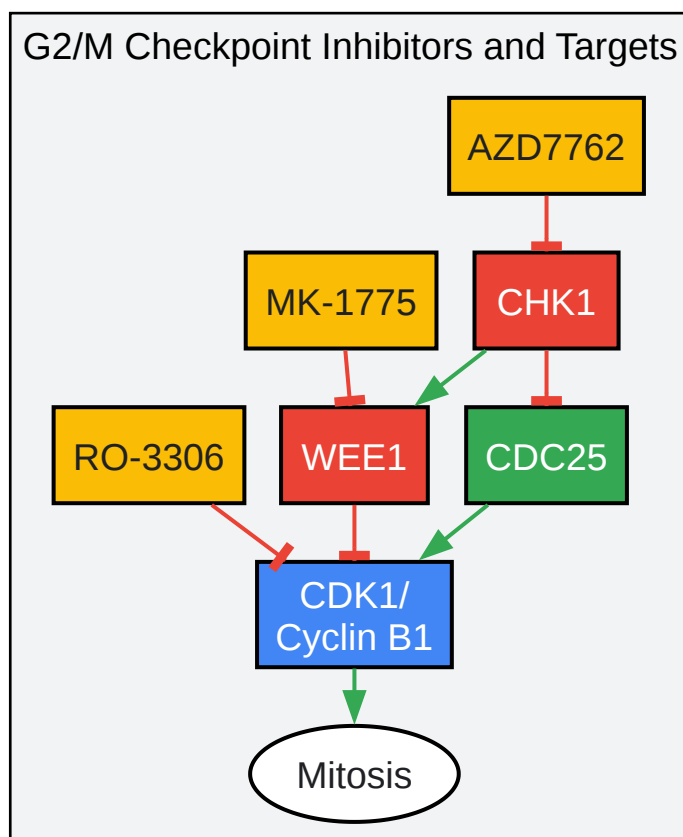 G2/M Checkpoint Inhibitors and Targets
AZD7762
MK-1775
CHK1
RO-3306
WEE1
CDC25
CDK1/
Cyclin B1
Mitosis